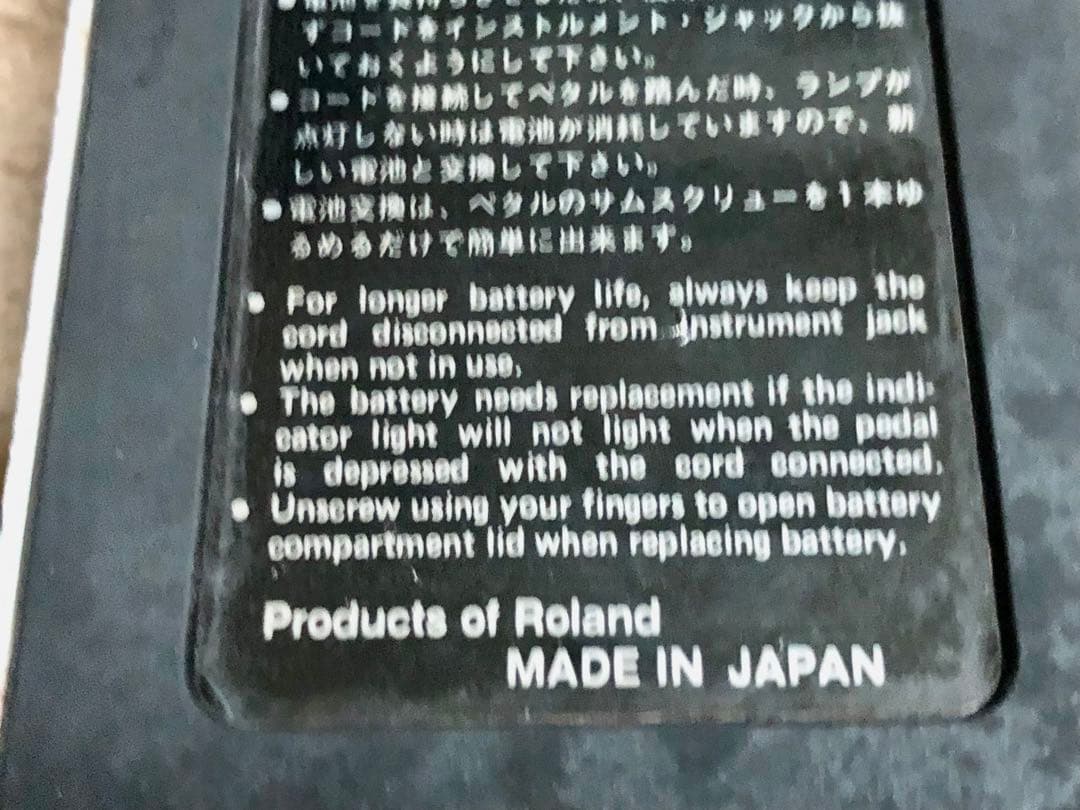 すコードをインストルメント・ジャックから抜
いておくようにして下さい。
●コードを接続してペダルを踏んだ時、ランプが
点灯しない時は電池が消耗していますので、新
しい電池と変換して下さい。
●電池変換は、ペダルのサムスクリューを1本ゆ
るめるだけで簡単に出来ます。
● For longer battery life, always keep the
cord disconnected from instrument jack
when not in use.
● The battery needs replacement if the indi-
cator light will not light when the pedal
is depressed with the cord connected.
● Unscrew using your fingers to open battery
compartment lid when replacing battery.
Products of Roland
MADE IN JAPAN